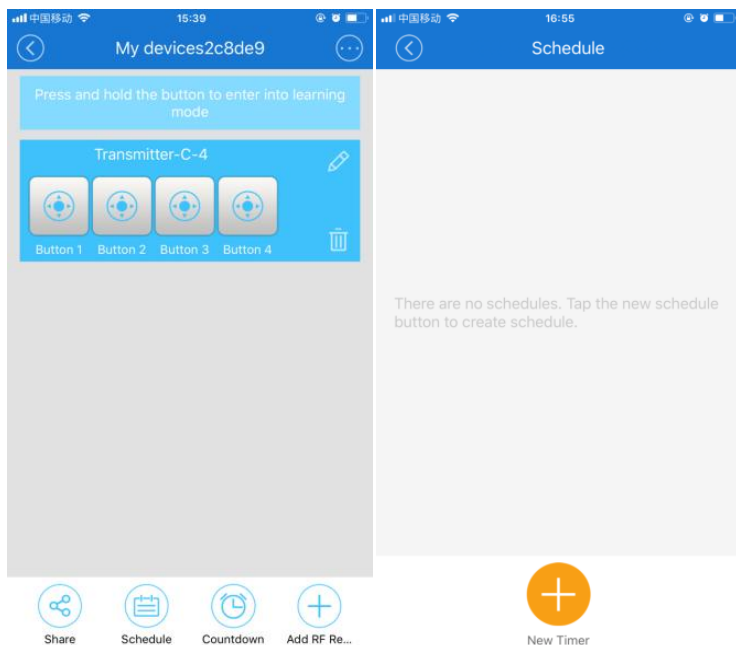 中国移动
15:39
My devices2c8de9
Press and hold the button to enter into learning
mode
Transmitter-C-4
Button 1
Button 2
Button 3
Button 4
Share
Schedule
Countdown
Add RF Re...
中国移动
16:55
Schedule
There are no schedules. Tap the new schedule
button to create schedule.
New Timer